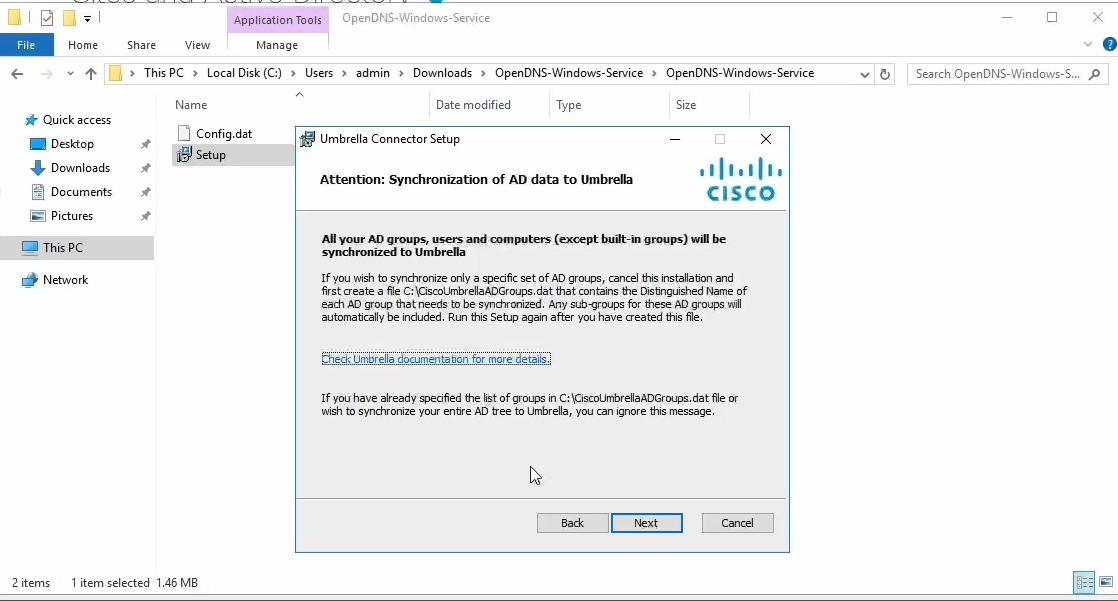 Application Tools
OpenDNS-Windows-Service
File
Home
Share
View
Manage
?
This PC > Local Disk (C:) > Users > admin > Downloads > OpenDNS-Windows-Service > OpenDNS-Windows-Service
Search OpenDNS-Windows-S...
Name
Date modified
Type
Size
Quick access
Desktop
Downloads
Documents
Pictures
This PC
Network
Config.dat
Setup
Umbrella Connector Setup
Attention: Synchronization of AD data to Umbrella
CISCO
All your AD groups, users and computers (except built-in groups) will be
synchronized to Umbrella
If you wish to synchronize only a specific set of AD groups, cancel this installation and
first create a file C:\CiscoUmbrellaADGroups.dat that contains the Distinguished Name of
each AD group that needs to be synchronized. Any sub-groups for these AD groups will
automatically be included. Run this Setup again after you have created this file.
Check Umbrella documentation for more details.
If you have already specified the list of groups in C:\CiscoUmbrellaADGroups.dat file or
wish to synchronize your entire AD tree to Umbrella, you can ignore this message.
Back
Next
Cancel
2 items
1 item selected 1.46 MB